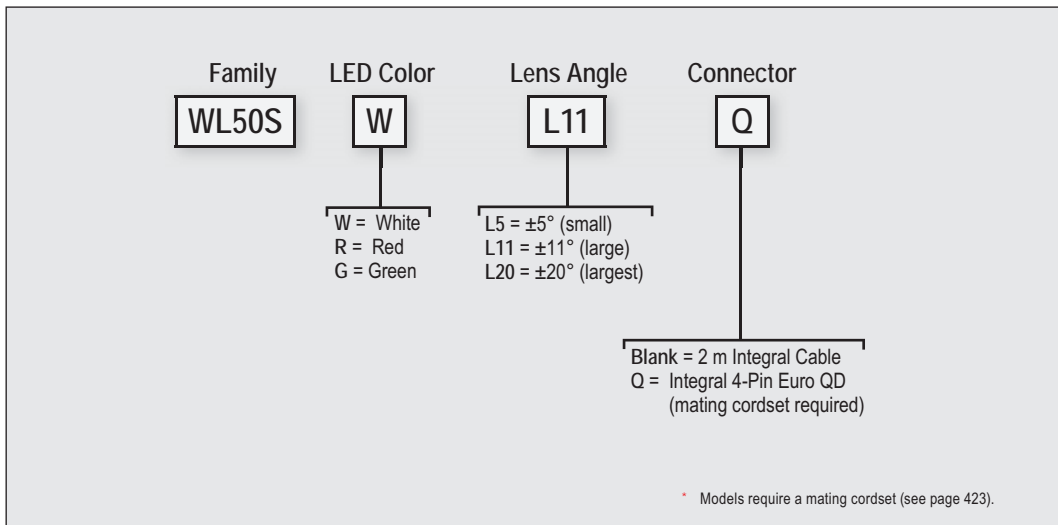 Family LED Color Lens Angle Connector
WL50S W L11 Q
W = White
R = Red
G = Green
L5 = ±5° (small)
L11 = ±11° (large)
L20 = ±20° (largest)
Blank = 2 m Integral Cable
Q = Integral 4-Pin Euro QD
(mating cordset required)
* Models require a mating cordset (see page 423).